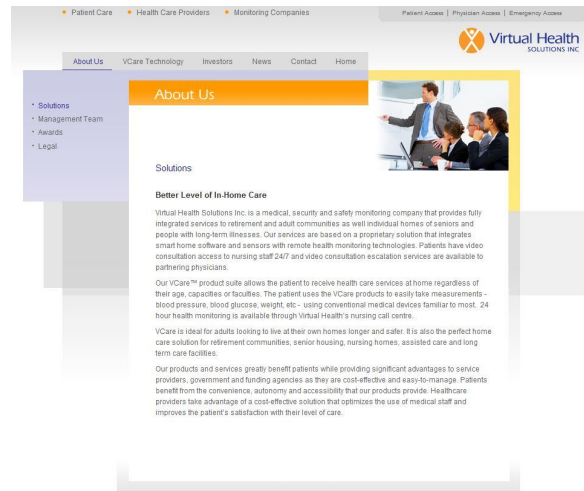 Patient Care
Health Care Providers
Monitoring Companies
Patient Access | Physician Access | Emergency Access
Virtual Health
SOLUTIONS INC
About Us
VCare Technology
Investors
News
Contact
Home
About Us
Solutions
Management Team
Awards
Legal
Solutions
Better Level of In-Home Care
Virtual Health Solutions Inc. is a medical, security and safety monitoring company that provides fully
integrated services to retirement and adult communities as well individual homes of seniors and
people with long-term illnesses. Our services are based on a proprietary solution that integrates
smart home software and sensors with remote health monitoring technologies. Patients have video
consultation access to nursing staff 24/7 and video consultation escalation services are available to
partnering physicians.
Our VCare™ product suite allows the patient to receive health care services at home regardless of
their age, capacities or faculties. The patient uses the VCare products to easily take measurements -
blood pressure, blood glucose, weight, etc - using conventional medical devices familiar to most. 24
hour health monitoring is available through Virtual Health's nursing call centre.
VCare is ideal for adults looking to live at their own homes longer and safer. It is also the perfect home
care solution for retirement communities, senior housing, nursing homes, assisted care and long
term care facilities.
Our products and services greatly benefit patients while providing significant advantages to service
providers, government and funding agencies as they are cost-effective and easy-to-manage. Patients
benefit from the convenience, autonomy and accessibility that our products provide. Healthcare
providers take advantage of a cost-effective solution that optimizes the use of medical staff and
improves the patient's satisfaction with their level of care.